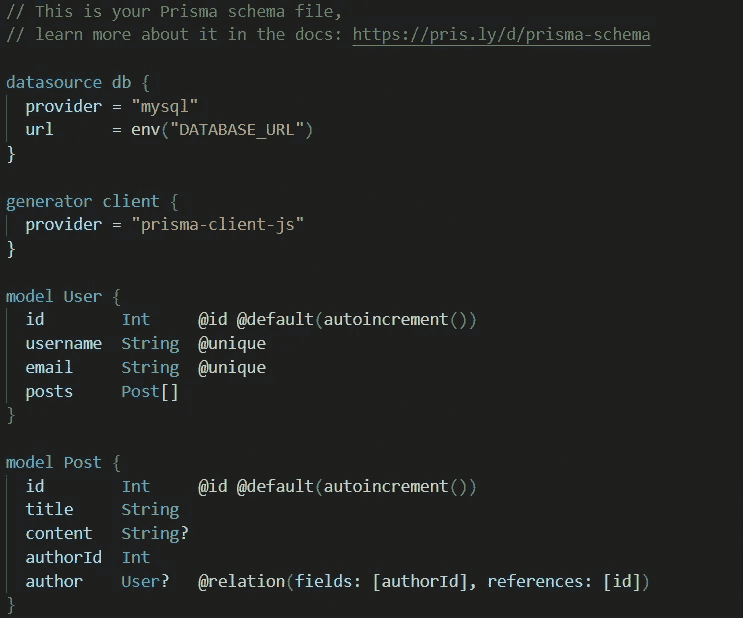 // This is your Prisma schema file,
// learn more about it in the docs: https://pris.ly/d/prisma-schema

datasource db {
  provider = "mysql"
  url      = env("DATABASE_URL")
}

generator client {
  provider = "prisma-client-js"
}

model User {
  id        Int     @id @default(autoincrement())
  username  String  @unique
  email     String  @unique
  posts     Post[]
}

model Post {
  id        Int     @id @default(autoincrement())
  title     String
  content   String?
  authorId  Int
  author    User?   @relation(fields: [authorId], references: [id])
}